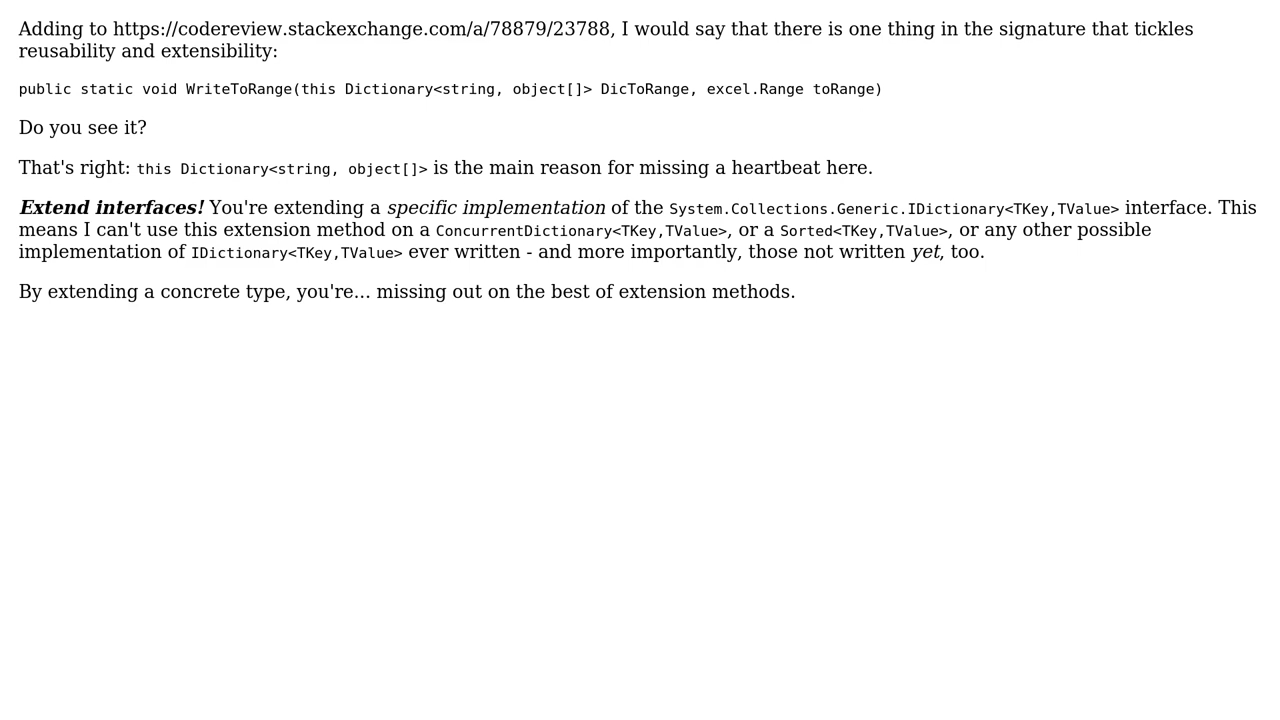 Adding to https://codereview.stackexchange.com/a/78879/23788, I would say that there is one thing in the signature that tickles
reusability and extensibility:
public static void WriteToRange(this Dictionary<string, object[]> DicToRange, excel.Range toRange)
Do you see it?
That's right: this Dictionary<string, object[]> is the main reason for missing a heartbeat here.
Extend interfaces! You're extending a specific implementation of the System.Collections.Generic.IDictionary<TKey,TValue> interface. This
means I can't use this extension method on a ConcurrentDictionary<TKey,TValue>, or a Sorted<TKey,TValue>, or any other possible
implementation of IDictionary<TKey,TValue> ever written - and more importantly, those not written yet, too.
By extending a concrete type, you're... missing out on the best of extension methods.